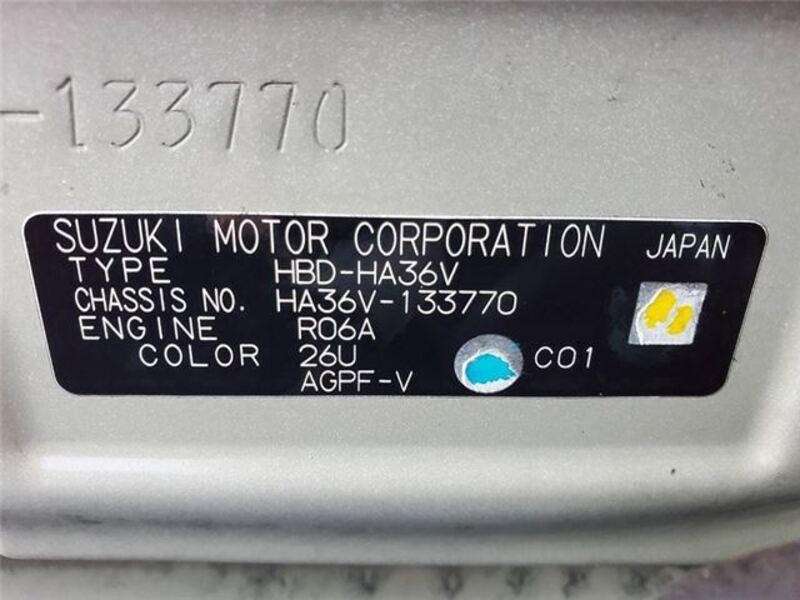 -133770
SUZUKI MOTOR CORPORATION JAPAN
TYPE HBD-HA36V
CHASSIS NO. HA36V-133770
ENGINE R06A
COLOR 26U C01
AGPF-V